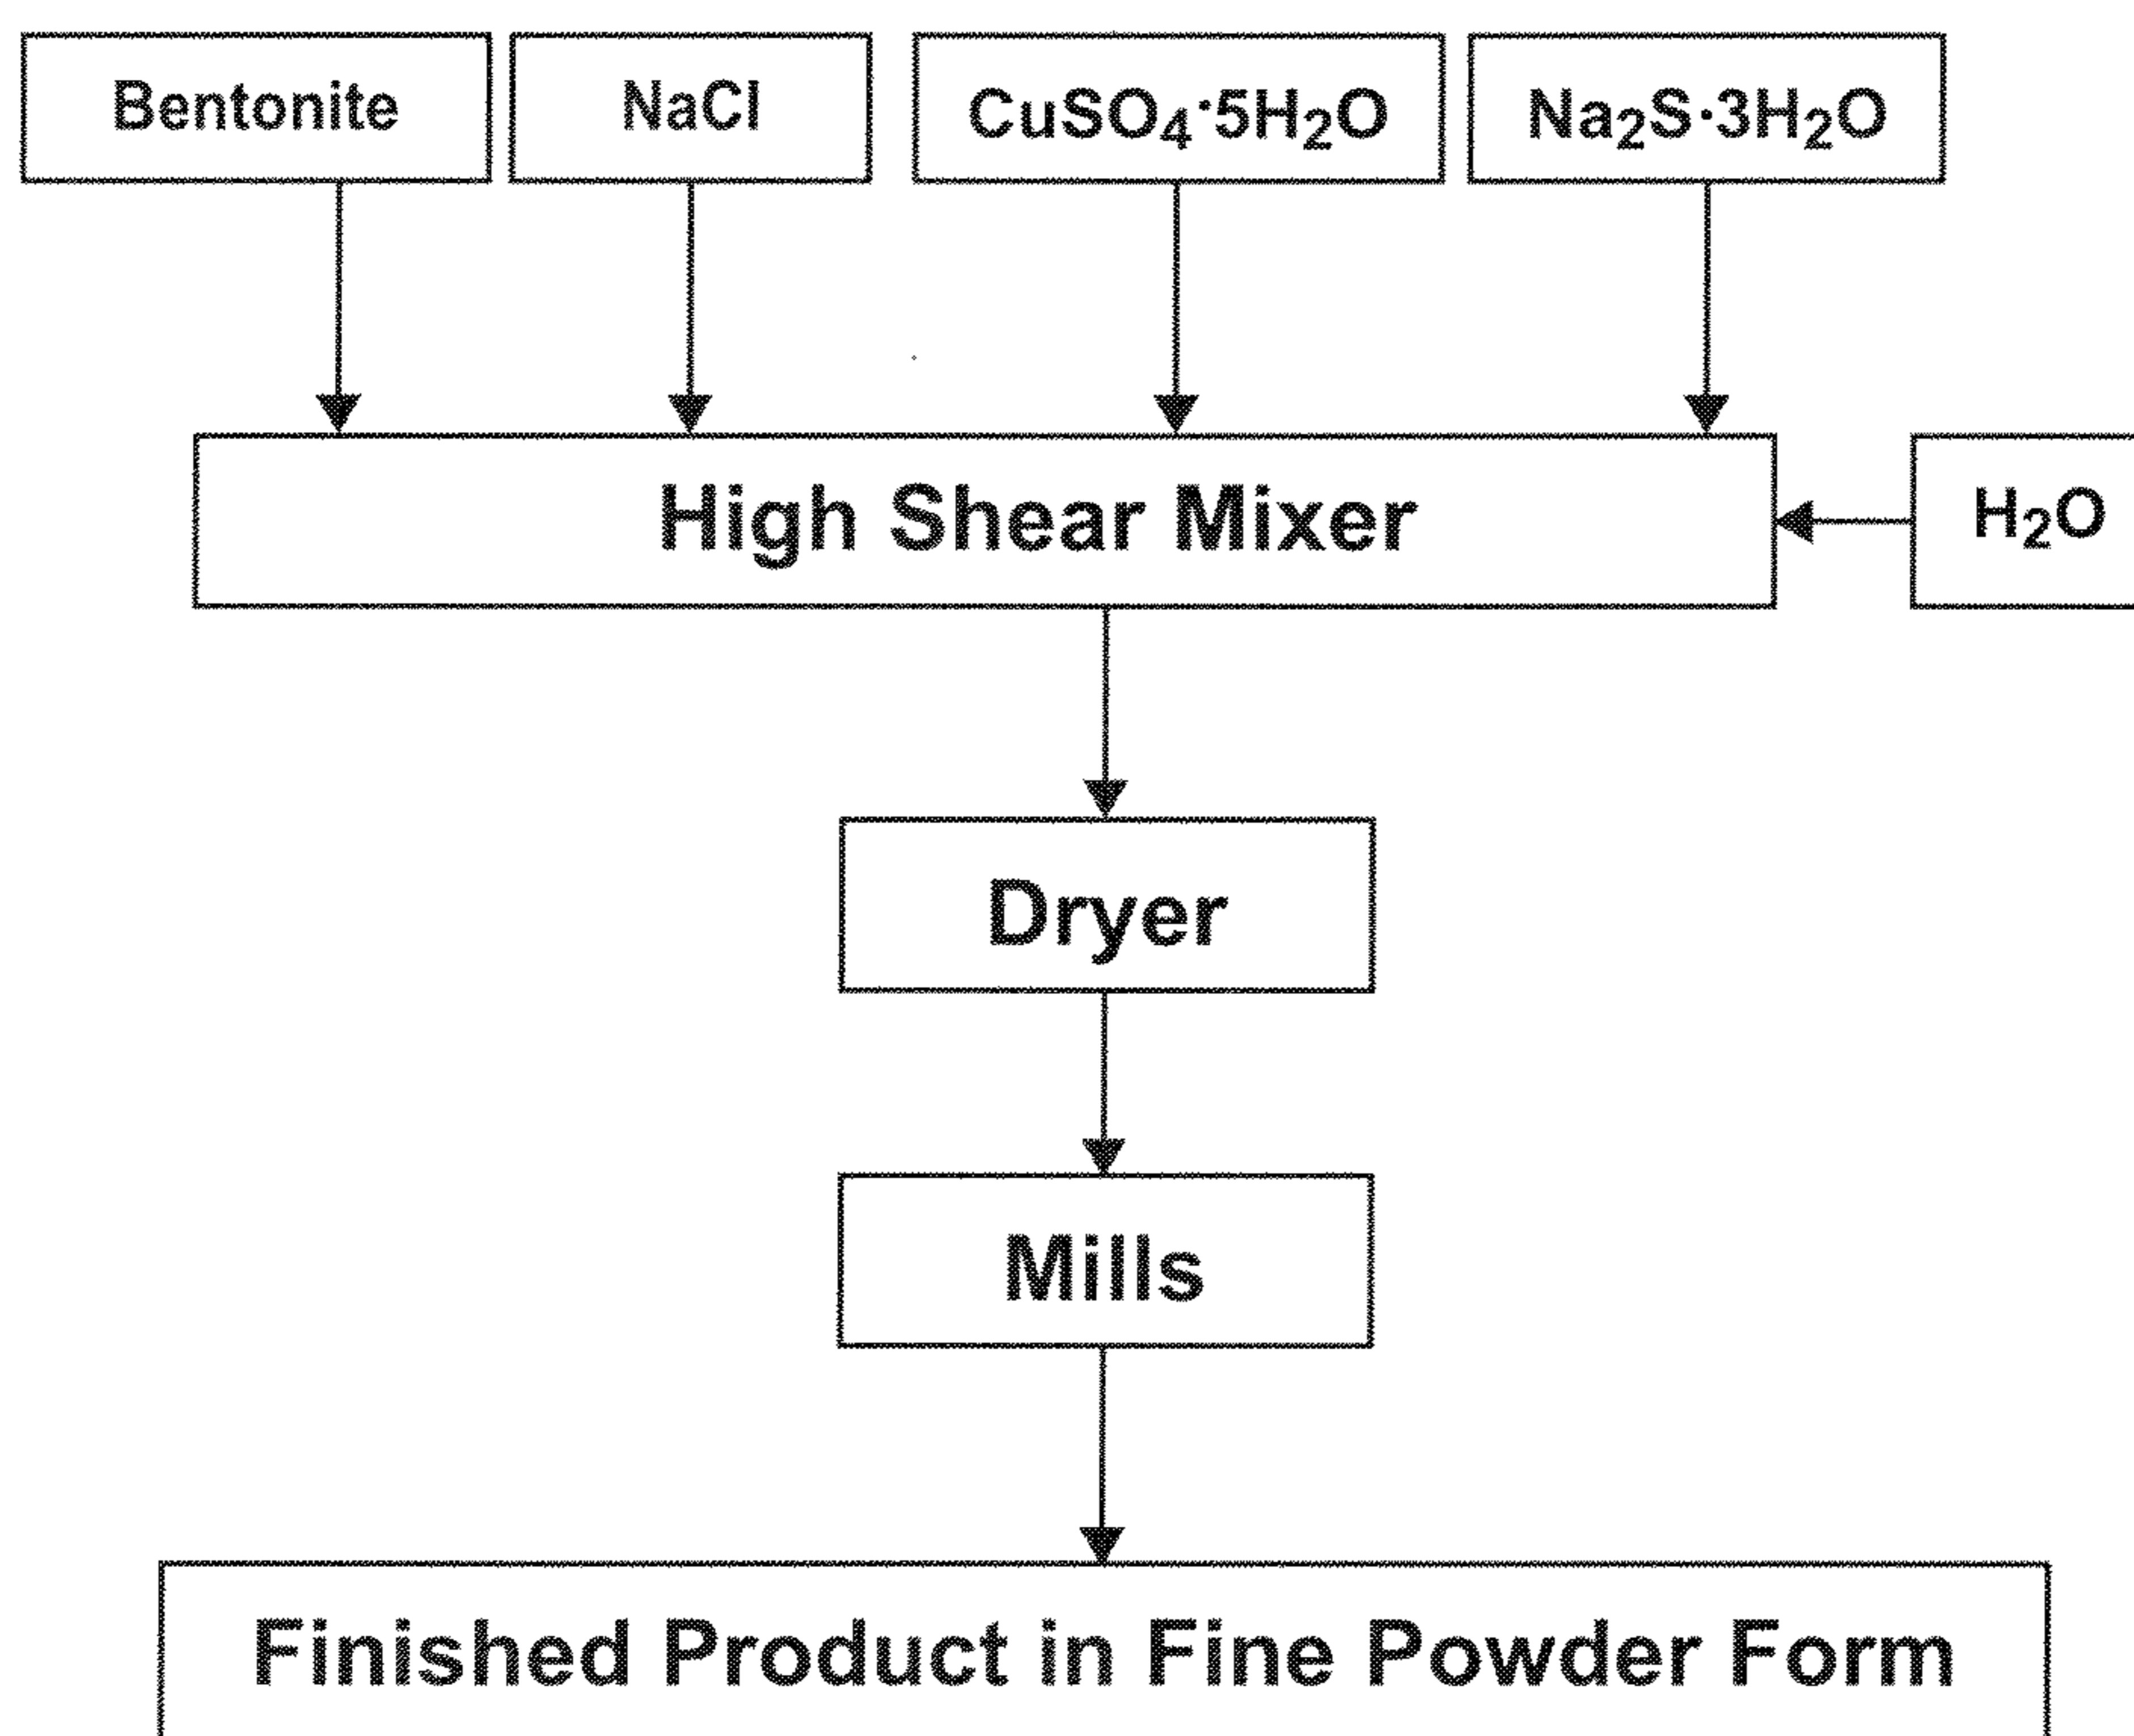 Bentonite
NaCl
CuSO₄·5H₂O
Na₂S·3H₂O
High Shear Mixer
H₂O
Dryer
Mills
Finished Product in Fine Powder Form